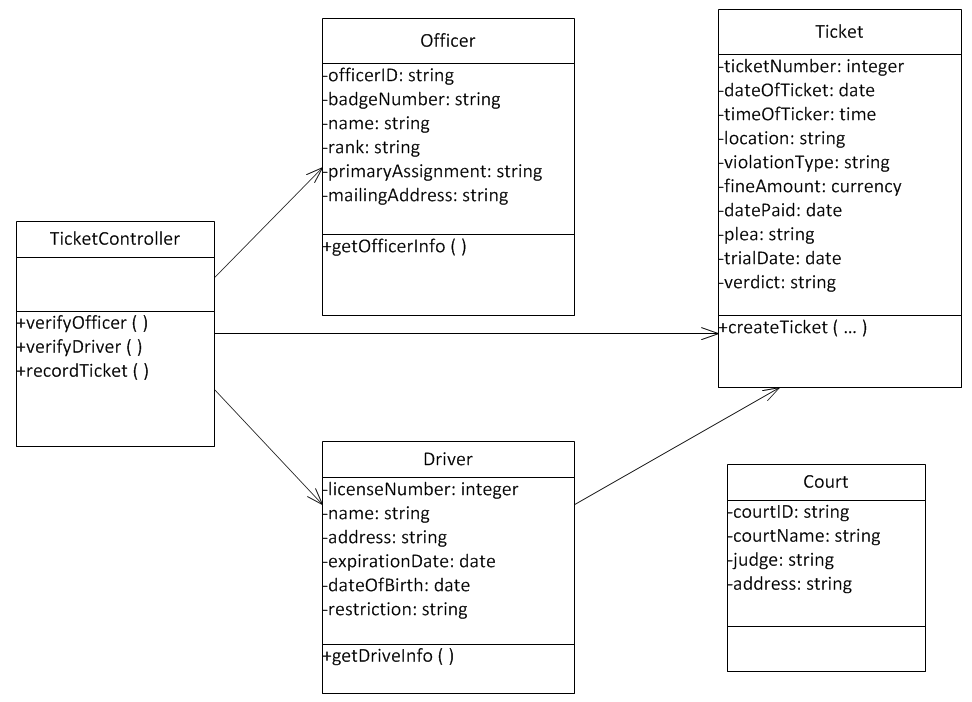 Officer
-officerID: string
-badgeNumber: string
-name: string
-rank: string
-primaryAssignment: string
-mailingAddress: string
+getOfficerInfo ( )
Ticket
-ticketNumber: integer
-dateOfTicket: date
-timeOfTicker: time
-location: string
-violationType: string
-fineAmount: currency
-datePaid: date
-plea: string
-trialDate: date
-verdict: string
+createTicket ( ... )
TicketController
+verifyOfficer ( )
+verifyDriver ( )
+recordTicket ( )
Driver
-licenseNumber: integer
-name: string
-address: string
-expirationDate: date
-dateOfBirth: date
-restriction: string
+getDriveInfo ( )
Court
-courtID: string
-courtName: string
-judge: string
-address: string